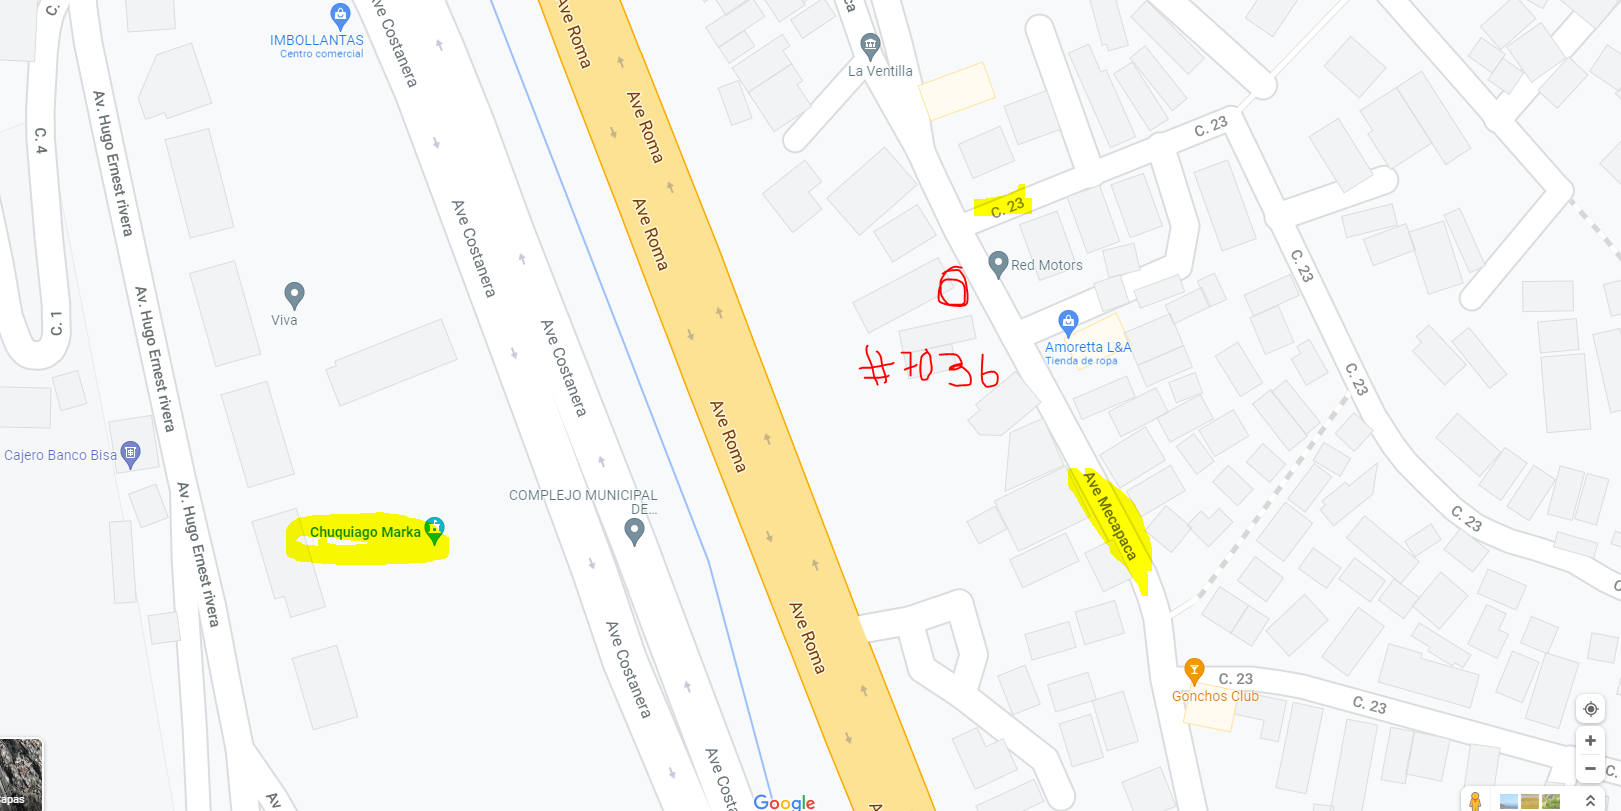 C.
Ave Costanera
Ave Roma
aca
IMBOLLANTAS
Centro comercial
La Ventilla
Av. Hugo Ernest rivera
C. 4
Ave Roma
C. 23
Ave Costanera
Ave Roma
C. 23
Red Motors
C. 23
Viva
Av. Hugo Ernest rivera
C. 1
Ave Costanera
Amoretta L&A
Tienda de ropa
#7036
C. 23
Ave Roma
Cajero Banco Bisa
COMPLEJO MUNICIPAL
DE...
Av. Hugo Ernest rivera
Chuquiago Marka
Ave Mecapaca
C. 23
C
Ave Roma
Ave Costanera
C. 23
Gonchos Club
C. 23
Ave Costa
Av
C.
apas
Google
A